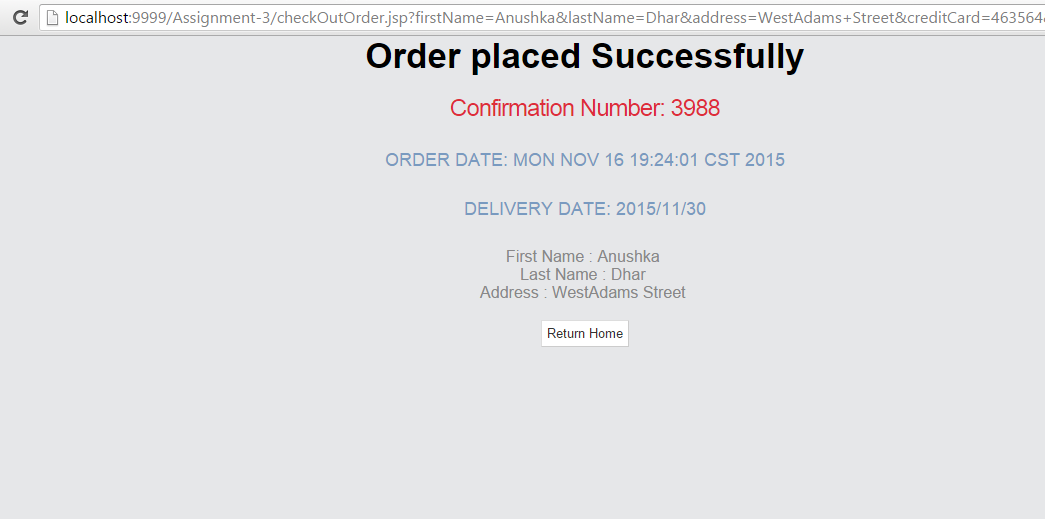 localhost:9999/Assignment-3/checkOutOrder.jsp?firstName=Anushka&lastName=Dhar&address=WestAdams+Street&creditCard=463564
Order placed Successfully
Confirmation Number: 3988
ORDER DATE: MON NOV 16 19:24:01 CST 2015
DELIVERY DATE: 2015/11/30
First Name : Anushka
Last Name : Dhar
Address : WestAdams Street
Return Home